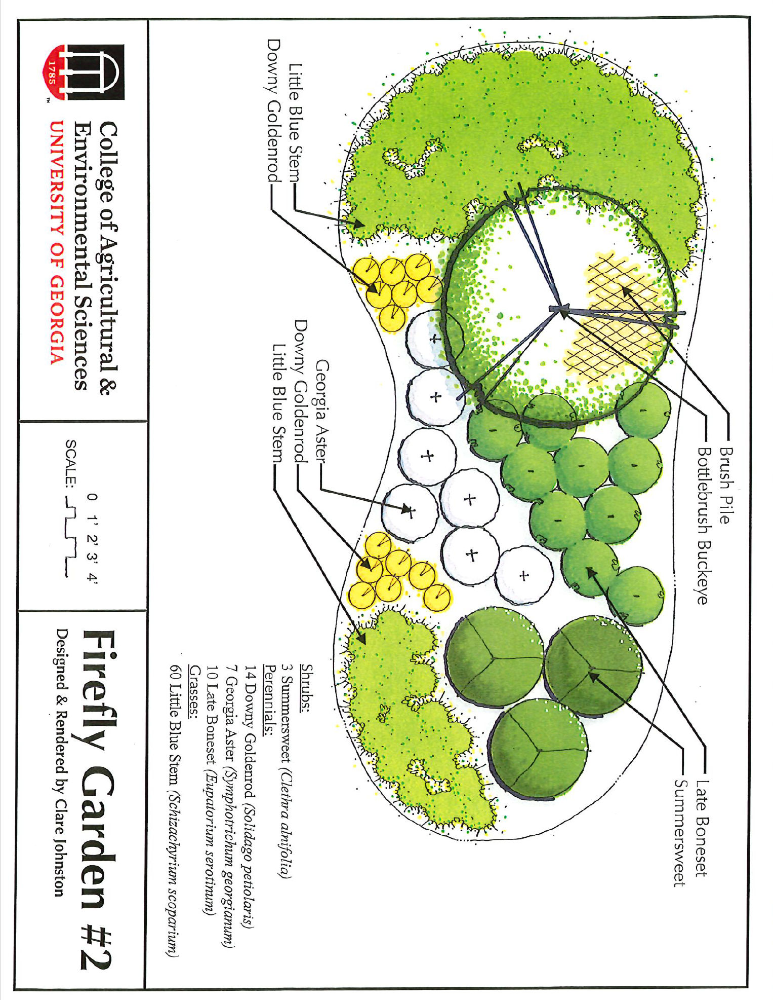 Brush Pile
Bottlebrush Buckeye
Late Boneset
Summersweet
Little Blue Stem
Downy Goldenrod
Georgia Aster
Downy Goldenrod
Little Blue Stem
Shrubs:
3 Summersweet (Clethra alnifolia)
Perennials:
14 Downy Goldenrod (Solidago petiolaris)
7 Georgia Aster (Symphotrichum georgianum)
10 Late Boneset (Eupatorium serotinum)
Grasses:
60 Little Blue Stem (Schizachyrium scoparium)
1785
™
College of Agricultural &
Environmental Sciences
UNIVERSITY OF GEORGIA
0 1' 2' 3' 4'
SCALE:
Firefly Garden #2
Designed & Rendered by Clare Johnston